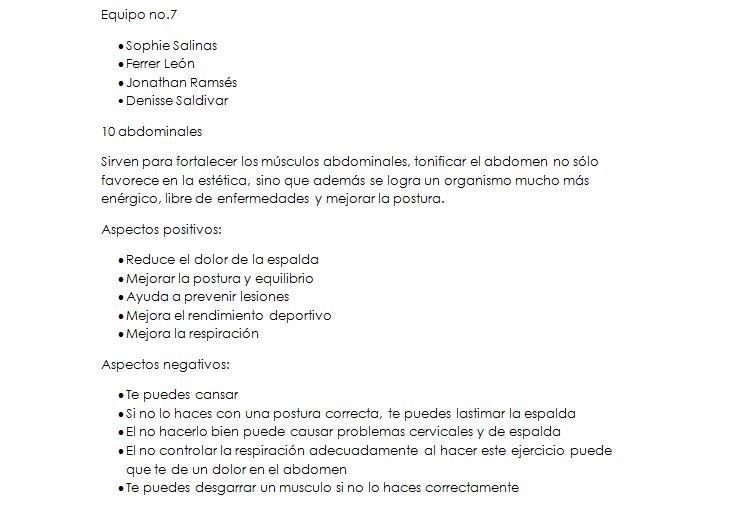 Equipo no.7
• Sophie Salinas
• Ferrer León
• Jonathan Ramsés
• Denisse Saldivar
10 abdominales
Sirven para fortalecer los músculos abdominales, tonificar el abdomen no sólo
favorece en la estética, sino que además se logra un organismo mucho más
enérgico, libre de enfermedades y mejorar la postura.
Aspectos positivos:
• Reduce el dolor de la espalda
• Mejorar la postura y equilibrio
• Ayuda a prevenir lesiones
• Mejora el rendimiento deportivo
• Mejora la respiración
Aspectos negativos:
• Te puedes cansar
• Si no lo haces con una postura correcta, te puedes lastimar la espalda
• El no hacerlo bien puede causar problemas cervicales y de espalda
• El no controlar la respiración adecuadamente al hacer este ejercicio puede
que te de un dolor en el abdomen
• Te puedes desgarrar un musculo si no lo haces correctamente